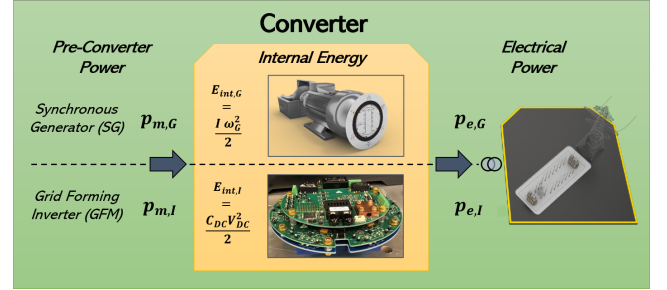 Converter
Pre-Converter
Power
Internal Energy
Electrical
Power
Synchronous
Generator (SG)
p_{m,G}
E_{int,G}
=
I ω_G^2
2
p_{e,G}
Grid Forming
Inverter (GFM)
p_{m,I}
E_{int,I}
=
C_{DC}V_{DC}^2
2
p_{e,I}